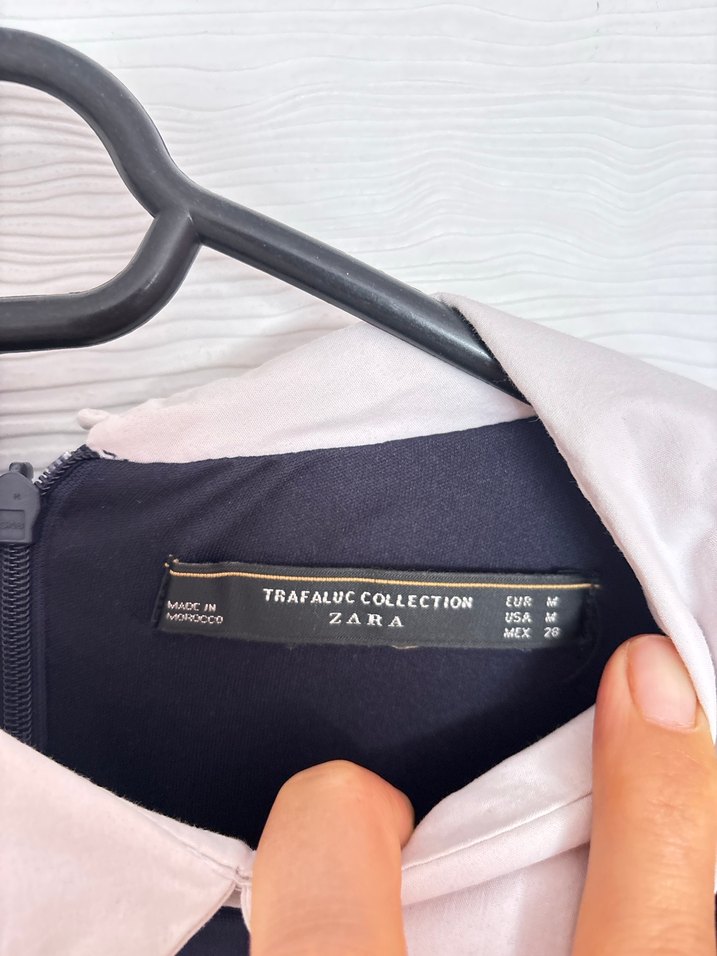 MADE IN
MOROCCO
TRAFALUC COLLECTION
ZARA
EUR M
USA M
MEX 28